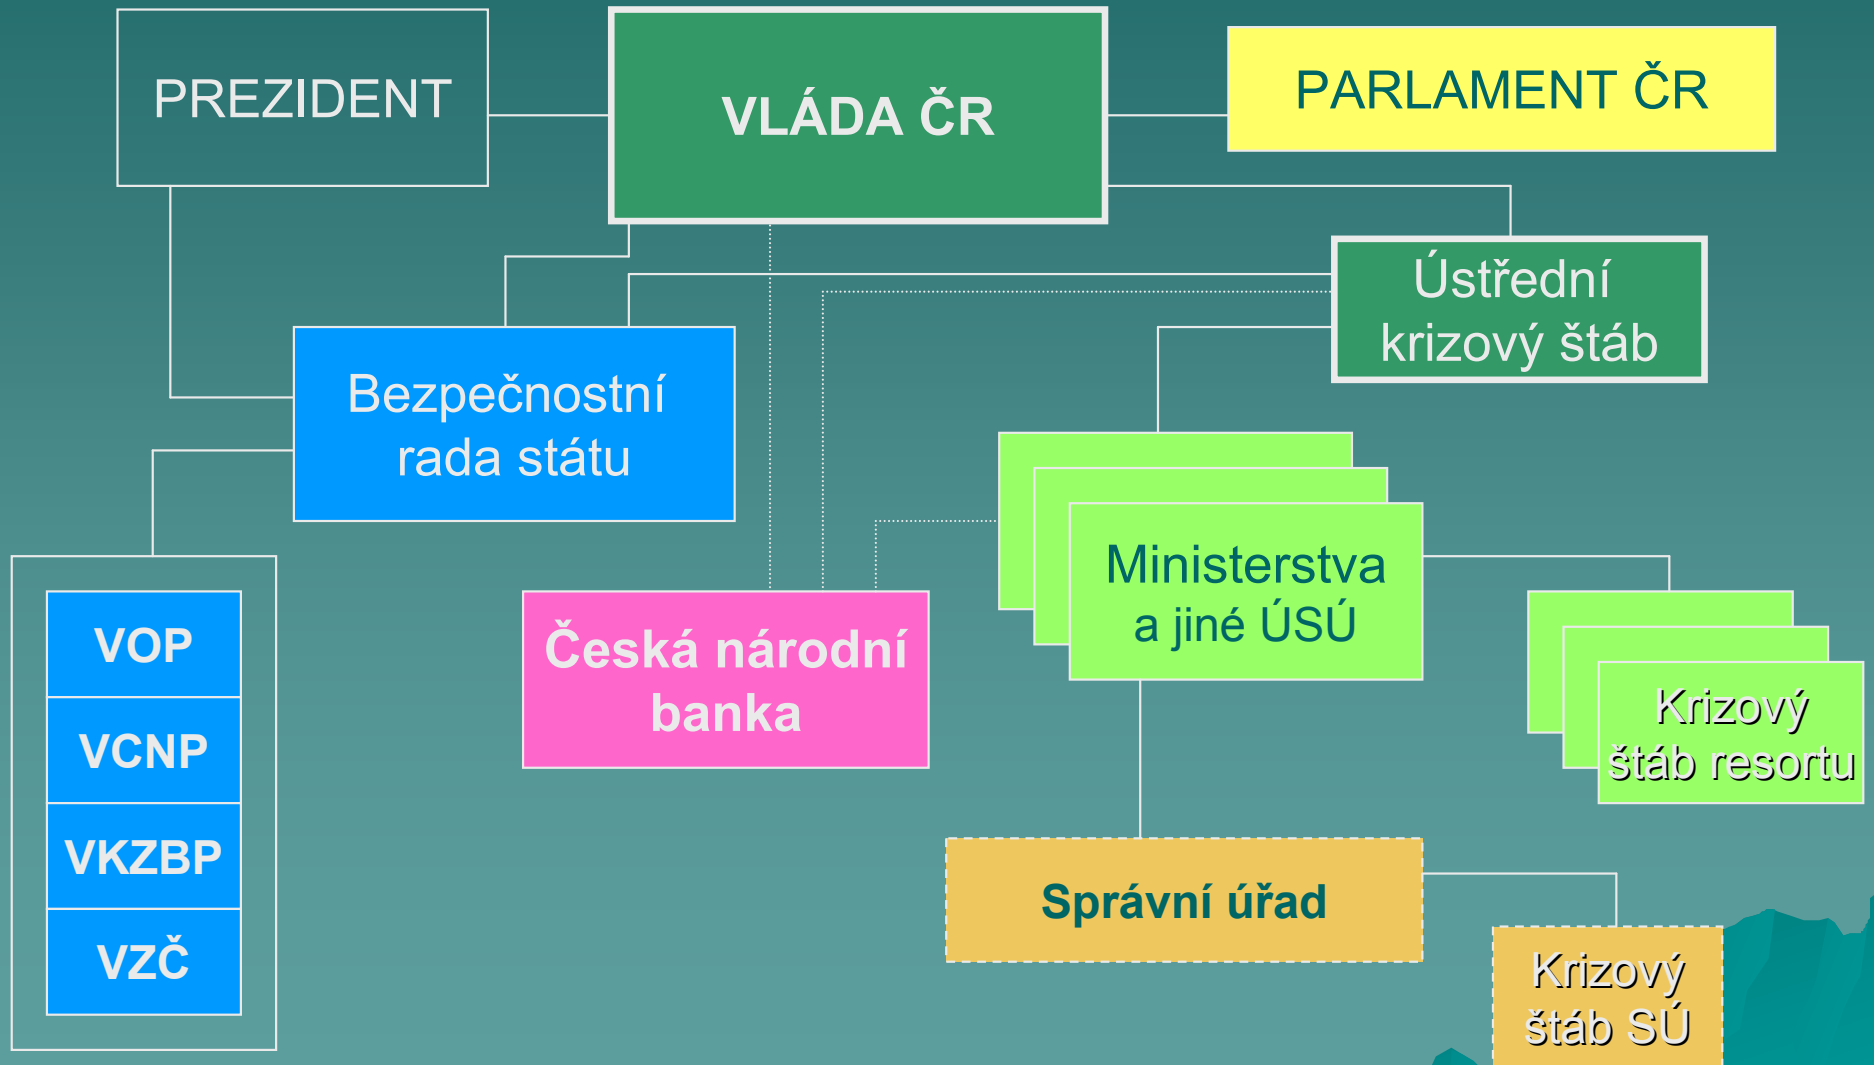 PREZIDENT
VLÁDA ČR
PARLAMENT ČR
Ústřední
krizový štáb
Bezpečnostní
rada státu
Ministerstva
a jiné ÚSÚ
Česká národní
banka
VOP
VCNP
VKZBP
VZČ
Krizový
štáb resortu
Správní úřad
Krizový
štáb SÚ